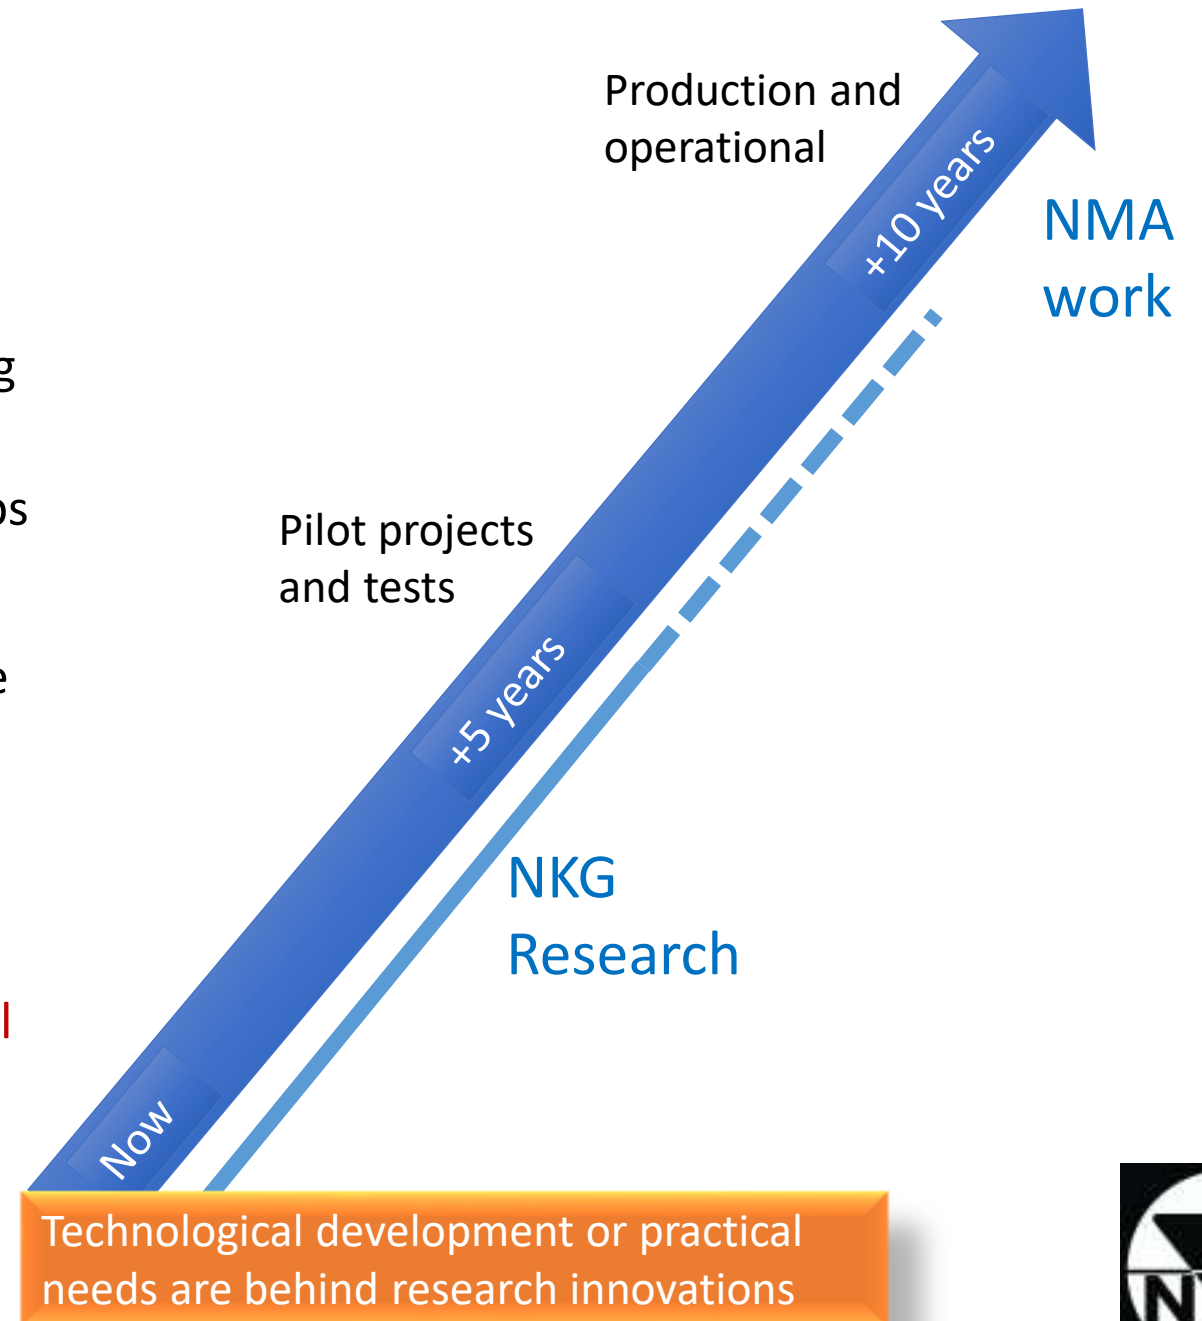 Production and
operational
+10 years
NMA
work
Pilot projects
and tests
+5 years
NKG
Research
Now
Technological development or practical
needs are behind research innovations